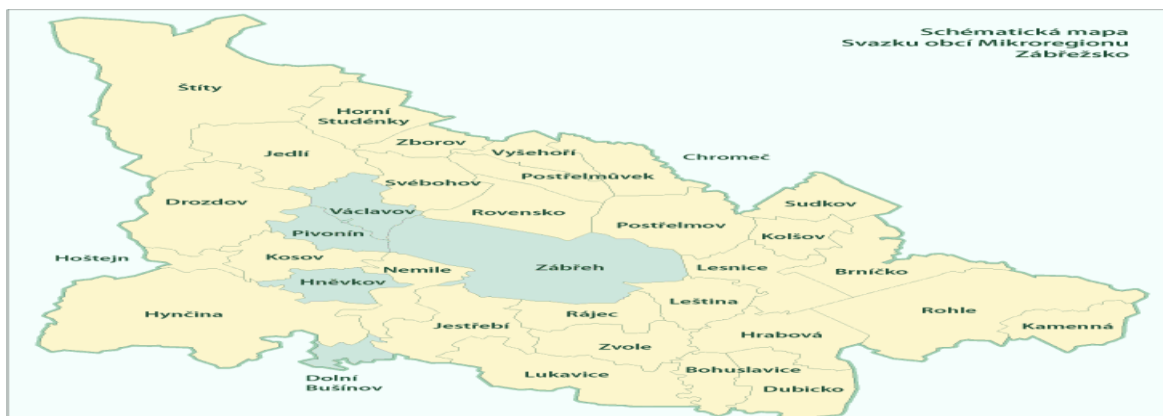 Schématická mapa
Svazku obcí Mikroregionu
Zábřežsko
Štíty
Horní
Studénky
Zborov
Vyšehoří
Chromeč
Jedlí
Svébohov
Postřelmůvek
Drozdov
Václavov
Rovensko
Postřelmov
Sudkov
Pivonín
Kolšov
Hoštejn
Kosov
Nemile
Zábřeh
Lesnice
Brníčko
Hněvkov
Leština
Hynčina
Jestřebí
Rájec
Rohle
Hrabová
Kamenná
Zvole
Dolní
Bušínov
Lukavice
Bohuslavice
Dubicko